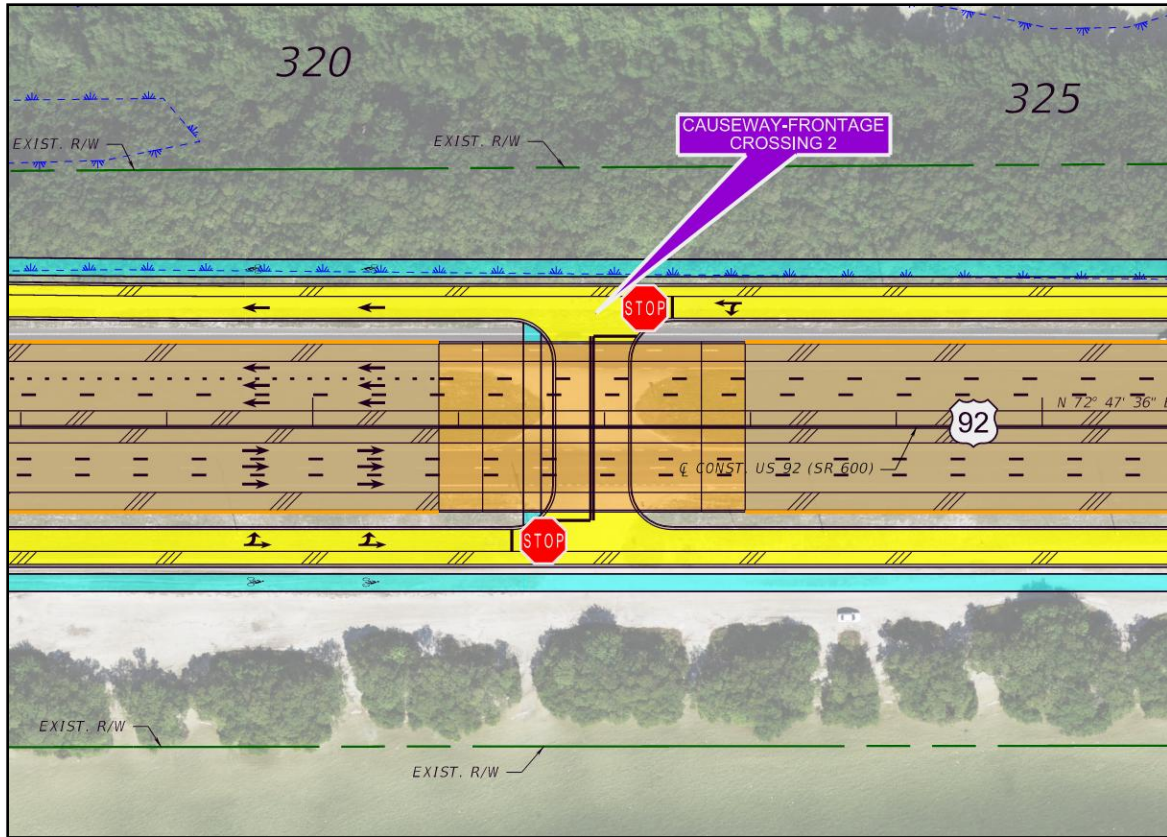 320
325
CAUSEWAY-FRONTAGE
CROSSING 2
EXIST. R/W
EXIST. R/W
STOP
N 72° 47' 36" E
92
℄ CONST. US 92 (SR 600)
STOP
EXIST. R/W
EXIST. R/W